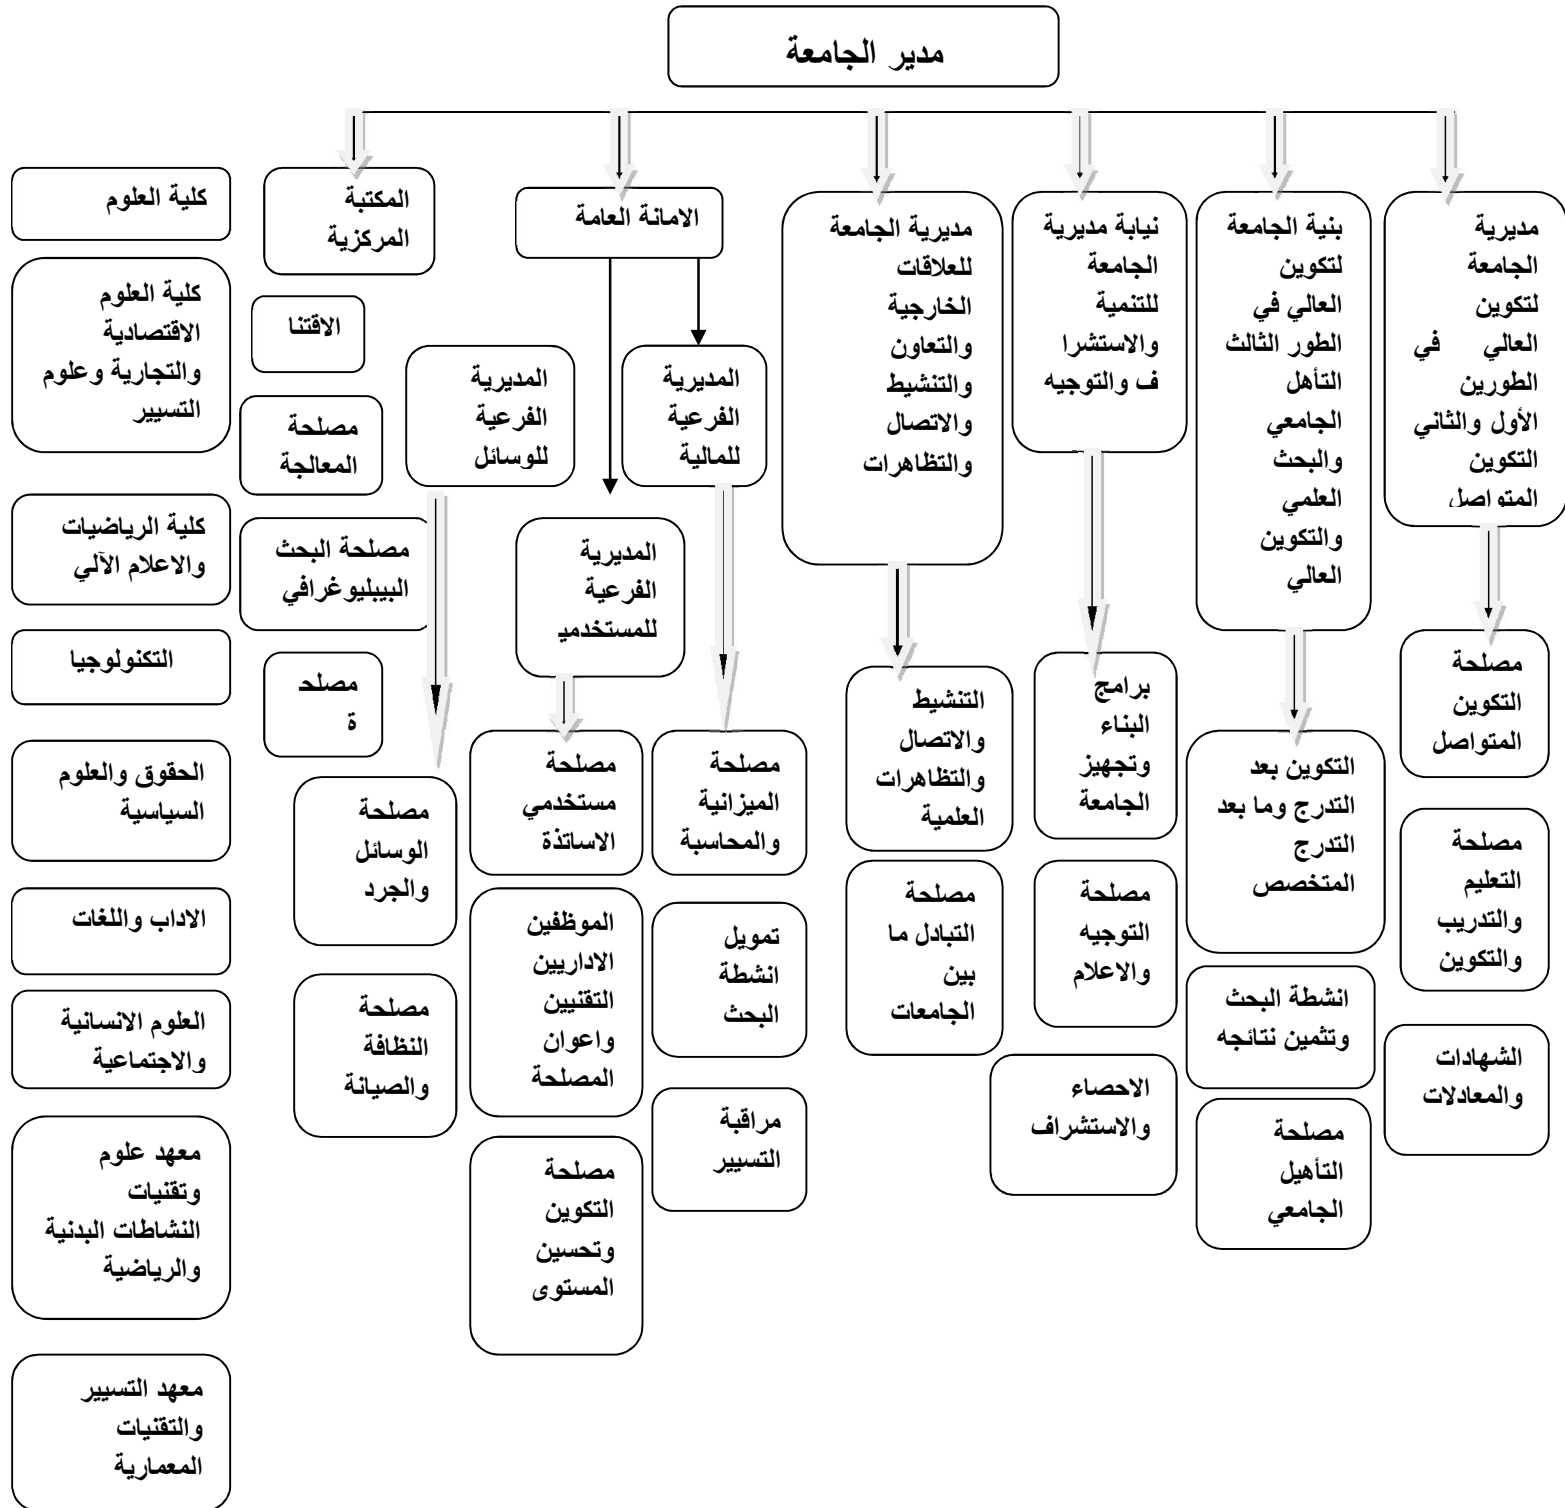 مدير الجامعة
مديرية
الجامعة
لتكوين
العالي في
الطورين
الأول والثاني
التكوين
المتواصل
بنية الجامعة
لتكوين
العالي في
الطور الثالث
التأهل
الجامعي
والبحث
العلمي
والتكوين
العالي
نيابة مديرية
الجامعة
للتنمية
والاستشرا
ف والتوجيه
مديرية الجامعة
للعلاقات
الخارجية
والتعاون
والتنشيط
والاتصال
والتظاهرات
الامانة العامة
المكتبة
المركزية
كلية العلوم
كلية العلوم
الاقتصادية
والتجارية وعلوم
التسيير
كلية الرياضيات
والاعلام الآلي
التكنولوجيا
الحقوق والعلوم
السياسية
الاداب واللغات
العلوم الانسانية
والاجتماعية
معهد علوم
وتقنيات
النشاطات البدنية
والرياضية
معهد التسيير
والتقنيات
المعمارية
الاقتنا
مصلحة
المعالجة
مصلحة البحث
البيبليوغرافي
مصلح
ة
المديرية
الفرعية
للوسائل
المديرية
الفرعية
للمالية
المديرية
الفرعية
للمستخدمي
مصلحة
الوسائل
والجرد
مصلحة
النظافة
والصيانة
مصلحة
مستخدمي
الاساتذة
الموظفين
الاداريين
التقنيين
واعوان
المصلحة
مصلحة
التكوين
وتحسين
المستوى
مصلحة
الميزانية
والمحاسبة
تمويل
انشطة
البحث
مراقبة
التسيير
التنشيط
والاتصال
والتظاهرات
العلمية
مصلحة
التبادل ما
بين
الجامعات
برامج
البناء
وتجهيز
الجامعة
مصلحة
التوجيه
والاعلام
الاحصاء
والاستشراف
التكوين بعد
التدرج وما بعد
التدرج
المتخصص
انشطة البحث
وتثمين نتائجه
مصلحة
التأهيل
الجامعي
مصلحة
التكوين
المتواصل
مصلحة
التعليم
والتدريب
والتكوين
الشهادات
والمعادلات